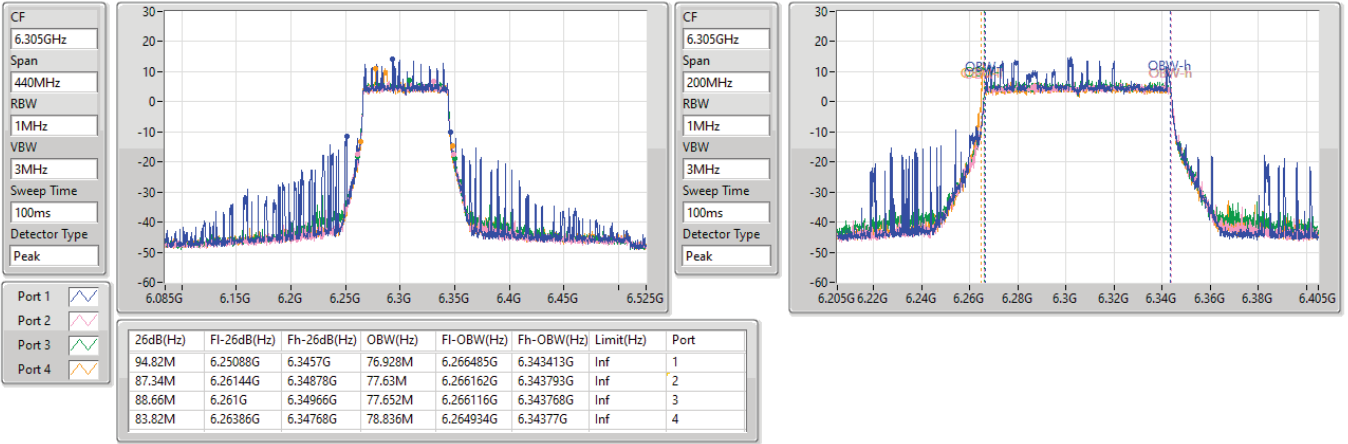 CF
6.305GHz
Span
440MHz
RBW
1MHz
VBW
3MHz
Sweep Time
100ms
Detector Type
Peak
30
20
10
0
-10
-20
-30
-40
-50
-60
6.085G 6.15G 6.2G 6.25G 6.3G 6.35G 6.4G 6.45G 6.525G
CF
6.305GHz
Span
200MHz
RBW
1MHz
VBW
3MHz
Sweep Time
100ms
Detector Type
Peak
30
20
10
0
-10
-20
-30
-40
-50
-60
OBW-h
OBW-h
6.205G 6.22G 6.24G 6.26G 6.28G 6.3G 6.32G 6.34G 6.36G 6.38G 6.405G
Port 1
Port 2
Port 3
Port 4
26dB(Hz) Fl-26dB(Hz) Fh-26dB(Hz) OBW(Hz) Fl-OBW(Hz) Fh-OBW(Hz) Limit(Hz) Port
94.82M 6.25088G 6.3457G 76.928M 6.266485G 6.343413G Inf 1
87.34M 6.26144G 6.34878G 77.63M 6.266162G 6.343793G Inf 2
88.66M 6.261G 6.34966G 77.652M 6.266116G 6.343768G Inf 3
83.82M 6.26386G 6.34768G 78.836M 6.264934G 6.34377G Inf 4